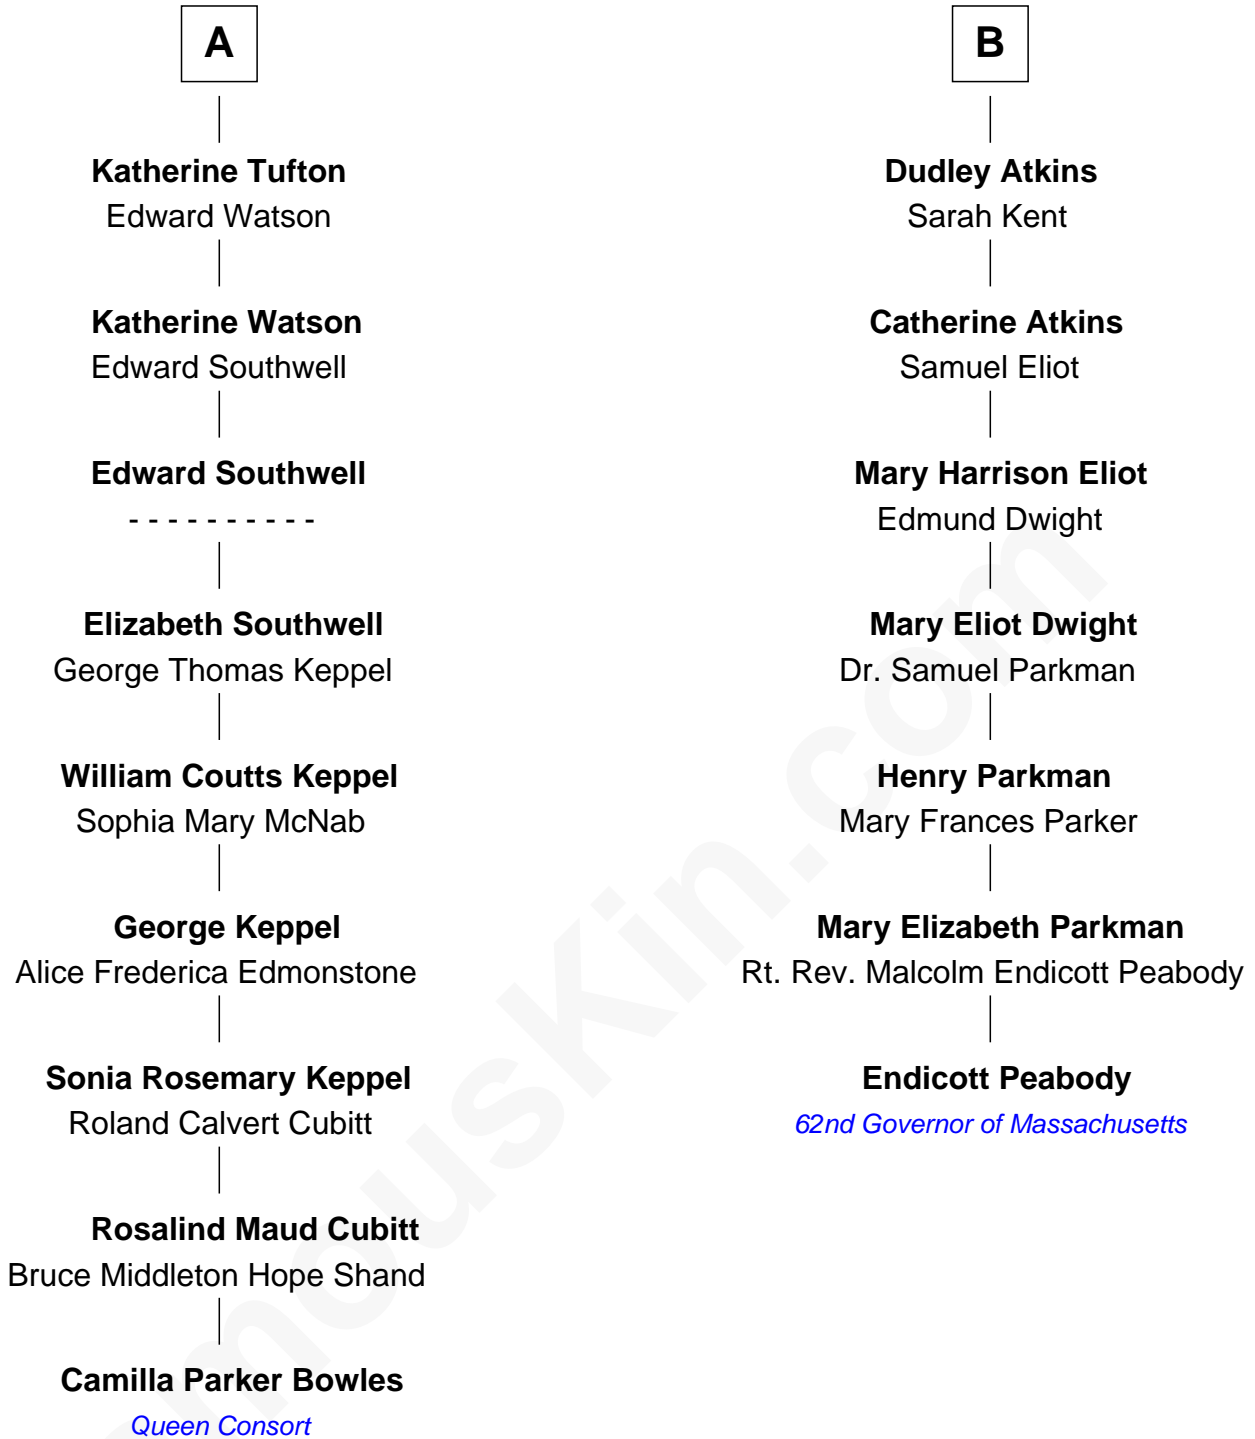 A
Katherine Tufton
Edward Watson
Katherine Watson
Edward Southwell
Edward Southwell
- - - - - - - - - -
Elizabeth Southwell
George Thomas Keppel
William Coutts Keppel
Sophia Mary McNab
George Keppel
Alice Frederica Edmonstone
Sonia Rosemary Keppel
Roland Calvert Cubitt
Rosalind Maud Cubitt
Bruce Middleton Hope Shand
Camilla Parker Bowles
Queen Consort
B
Dudley Atkins
Sarah Kent
Catherine Atkins
Samuel Eliot
Mary Harrison Eliot
Edmund Dwight
Mary Eliot Dwight
Dr. Samuel Parkman
Henry Parkman
Mary Frances Parker
Mary Elizabeth Parkman
Rt. Rev. Malcolm Endicott Peabody
Endicott Peabody
62nd Governor of Massachusetts
mousKin.com